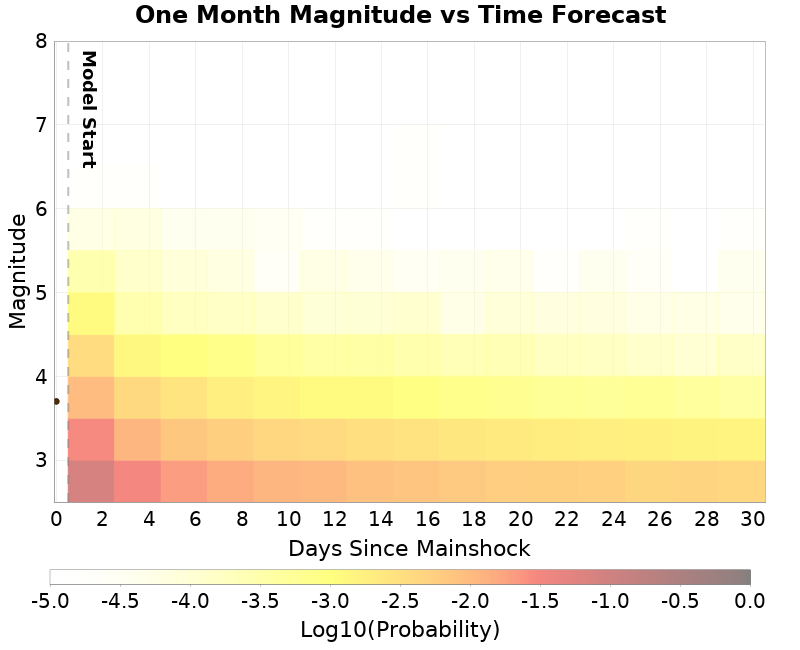 One Month Magnitude vs Time Forecast
8
7
6
5
4
3
Magnitude
Model Start
0 2 4 6 8 10 12 14 16 18 20 22 24 26 28 30
Days Since Mainshock
-5.0 -4.5 -4.0 -3.5 -3.0 -2.5 -2.0 -1.5 -1.0 -0.5 0.0
Log10(Probability)